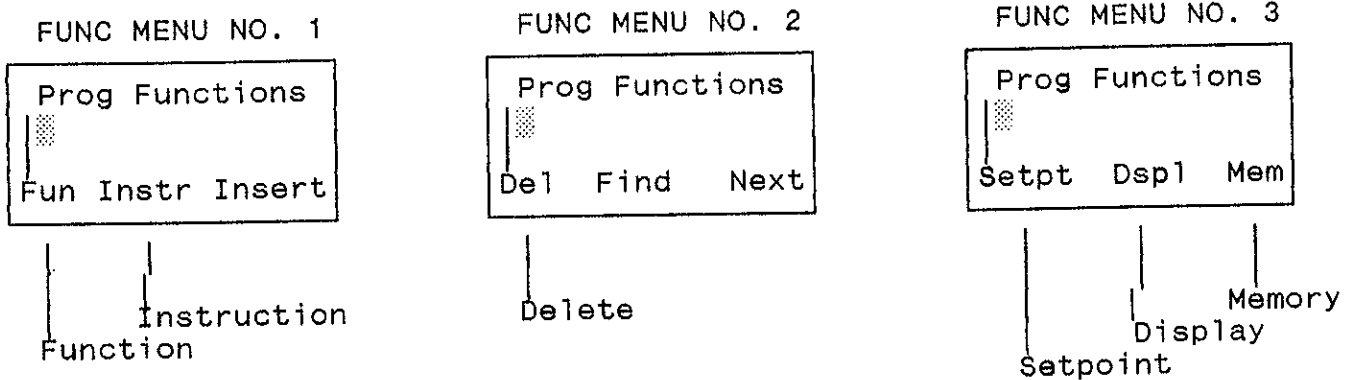 FUNC MENU NO. 1
Prog Functions
Fun Instr Insert
Instruction
Function
FUNC MENU NO. 2
Prog Functions
Del Find Next
Delete
FUNC MENU NO. 3
Prog Functions
Setpt Dspl Mem
Memory
Display
Setpoint